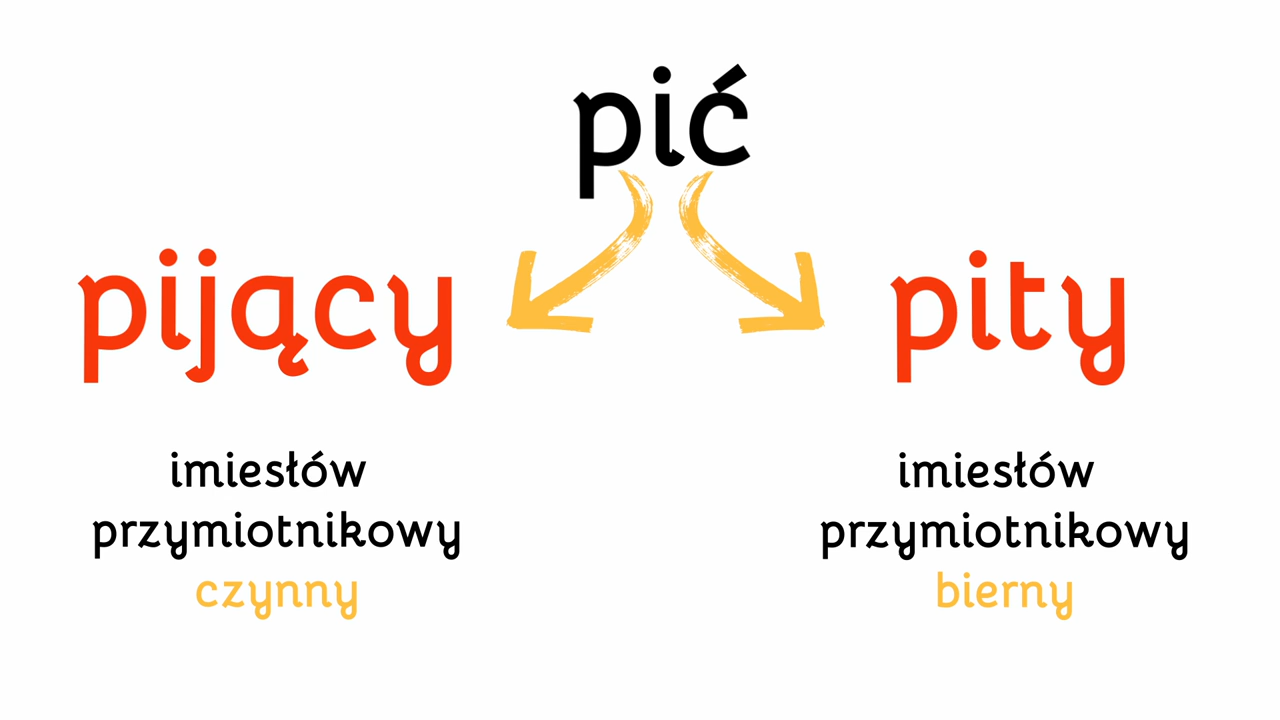 pić
pijący
pity
imiesłów
przymiotnikowy
czynny
imiesłów
przymiotnikowy
bierny